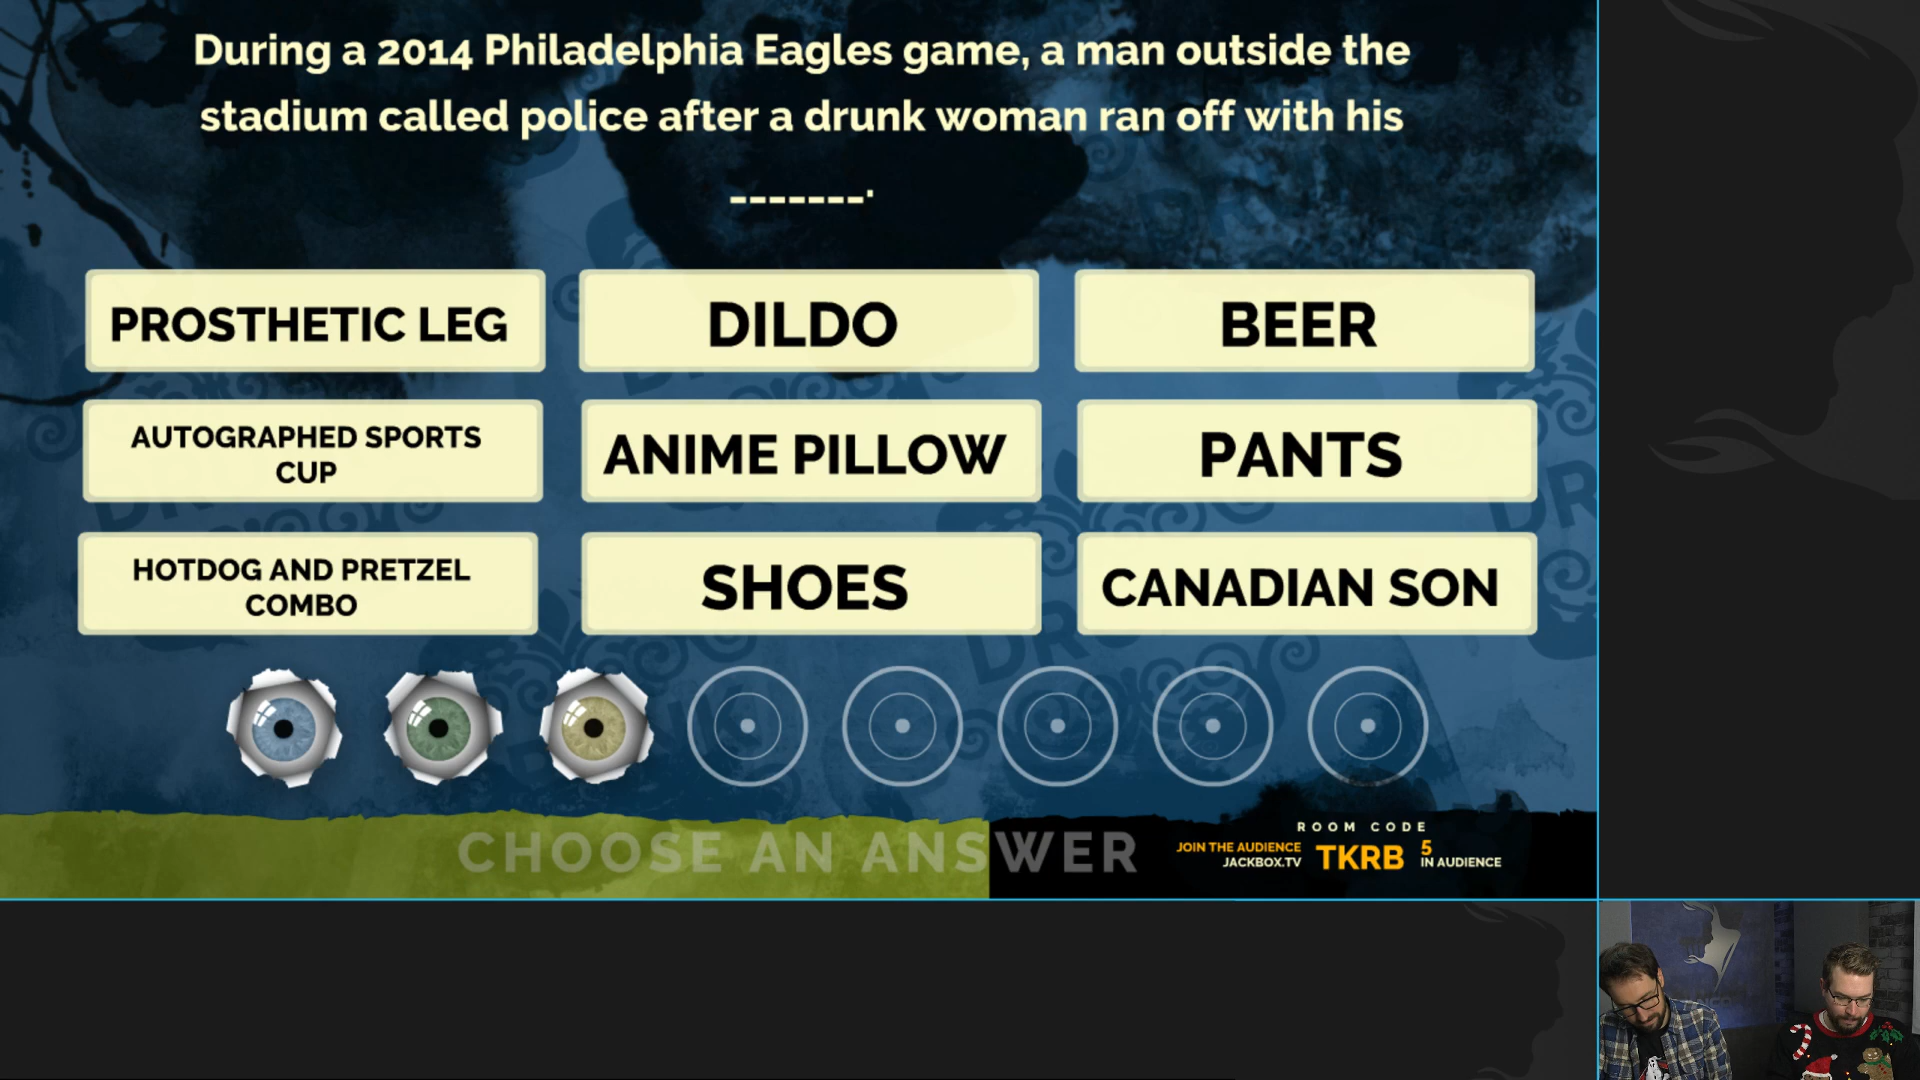 During a 2014 Philadelphia Eagles game, a man outside the
stadium called police after a drunk woman ran off with his
_______.
PROSTHETIC LEG
DILDO
BEER
AUTOGRAPHED SPORTS
CUP
ANIME PILLOW
PANTS
HOTDOG AND PRETZEL
COMBO
SHOES
CANADIAN SON
CHOOSE AN ANSWER
ROOM CODE
JOIN THE AUDIENCE
JACKBOX.TV
TKRB
5
IN AUDIENCE